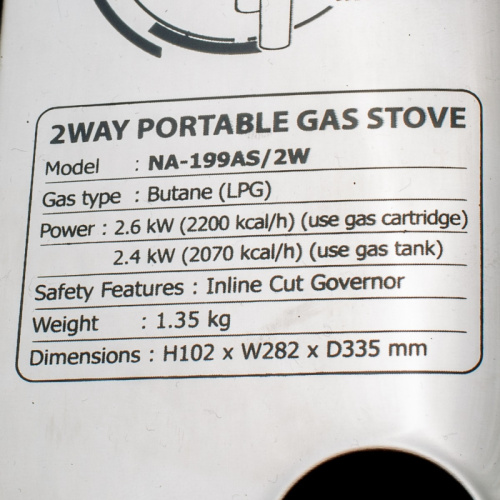 2WAY PORTABLE GAS STOVE
Model : NA-199AS/2W
Gas type : Butane (LPG)
Power : 2.6 kW (2200 kcal/h) (use gas cartridge)
2.4 kW (2070 kcal/h) (use gas tank)
Safety Features : Inline Cut Governor
Weight : 1.35 kg
Dimensions : H102 x W282 x D335 mm